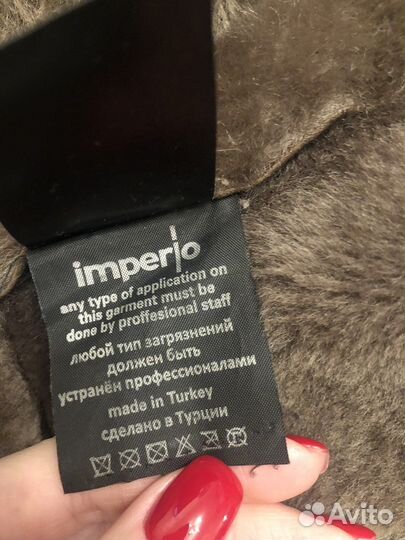 imperio
any type of application on
this garment must be
done by proffesional staff
любой тип загрязнений
должен быть
устранён профессионалами
made in Turkey
сделано в Турции
Avito